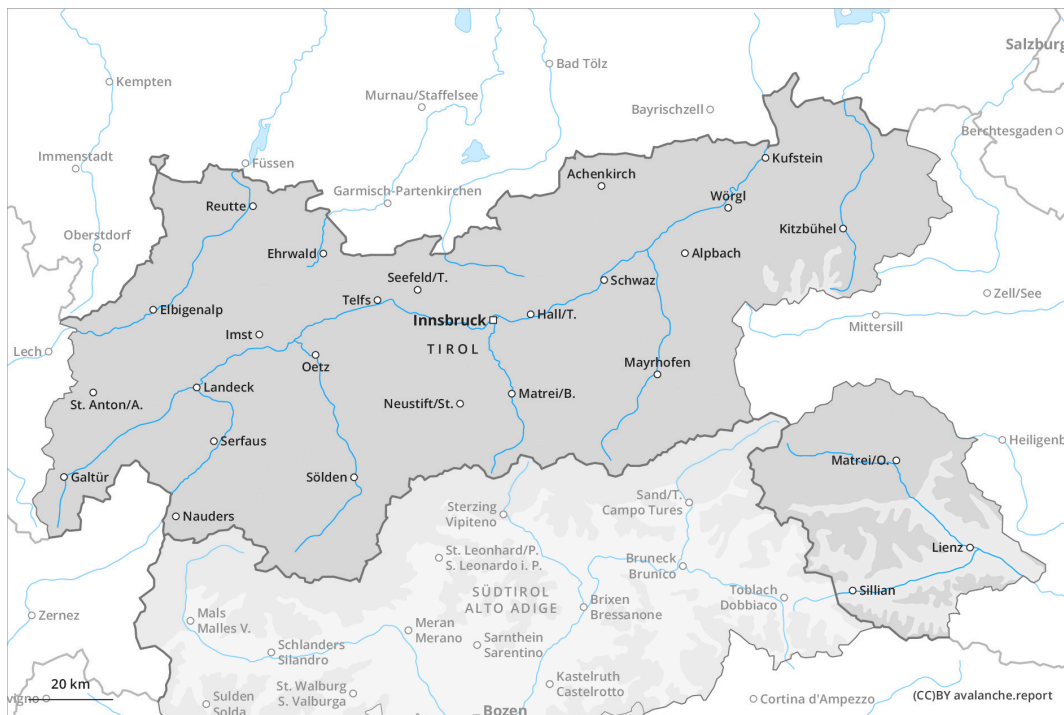 Salzburg
Kempten
Bad Tölz
Murnau/Staffelsee
Bayrischzell
Berchtesgaden
Immenstadt
Füssen
Kufstein
Achenkirch
Garmisch-Partenkirchen
Reutte
Wörgl
Oberstdorf
Kitzbühel
Ehrwald
Alpbach
Seefeld/T.
Schwaz
Zell/See
Telfs
Elbigenalp
Innsbruck
Hall/T.
Mittersill
Imst
TIROL
Lech
Oetz
Mayrhofen
Landeck
St. Anton/A.
Neustift/St.
Matrei/B.
Serfaus
Heiligenb
Matrei/O.
Galtür
Sölden
Sand/T.
Campo Tures
Sterzing
Vipiteno
Nauders
Lienz
St. Leonhard/P.
S. Leonardo i. P.
Bruneck
Brunico
SÜDTIROL
ALTO ADIGE
Sillian
Toblach
Dobbiaco
Brixen
Bressanone
Zernez
Mals
Malles V.
Meran
Merano
Sarnthein
Sarentino
Schlanders
Silandro
Kastelruth
Castelrotto
20 km
St. Walburg
S. Valburga
vigno
Sulden
Solda
Cortina d'Ampezzo
(CC)BY avalanche.report
Bozen